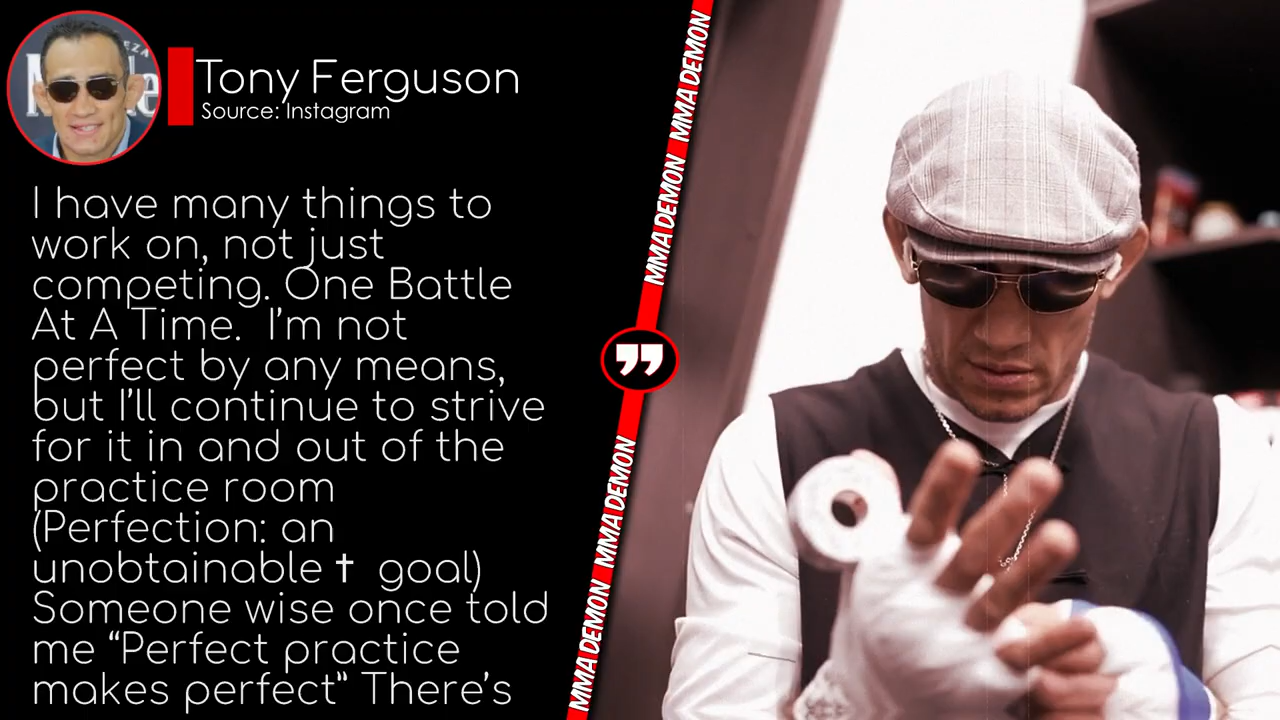 Tony Ferguson
Source: Instagram
I have many things to
work on, not just
competing. One Battle
At A Time.  I'm not
perfect by any means,
but I'll continue to strive
for it in and out of the
practice room
(Perfection: an
unobtainable ✝ goal)
Someone wise once told
me “Perfect practice
makes perfect” There's
MMA DEMON
MMA DEMON
MMA DEMON
MMA DEMON